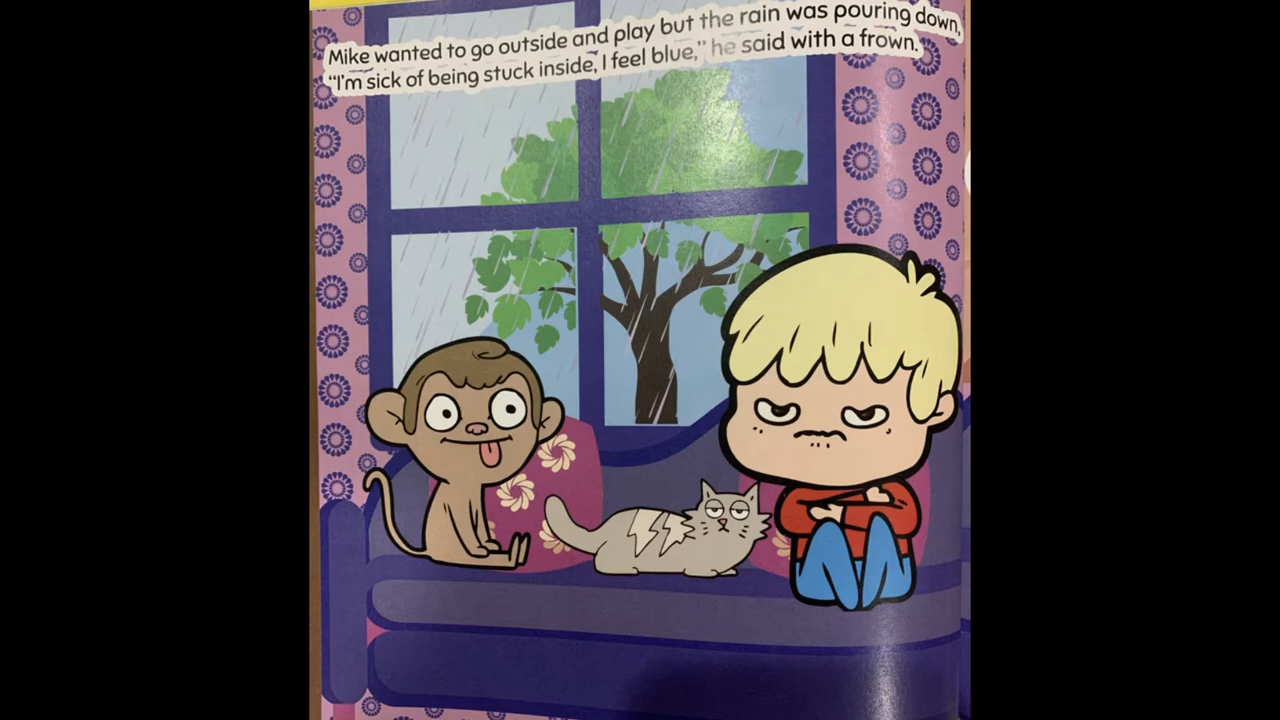 Mike wanted to go outside and play but the rain was pouring down,
“I’m sick of being stuck inside, I feel blue,” he said with a frown.